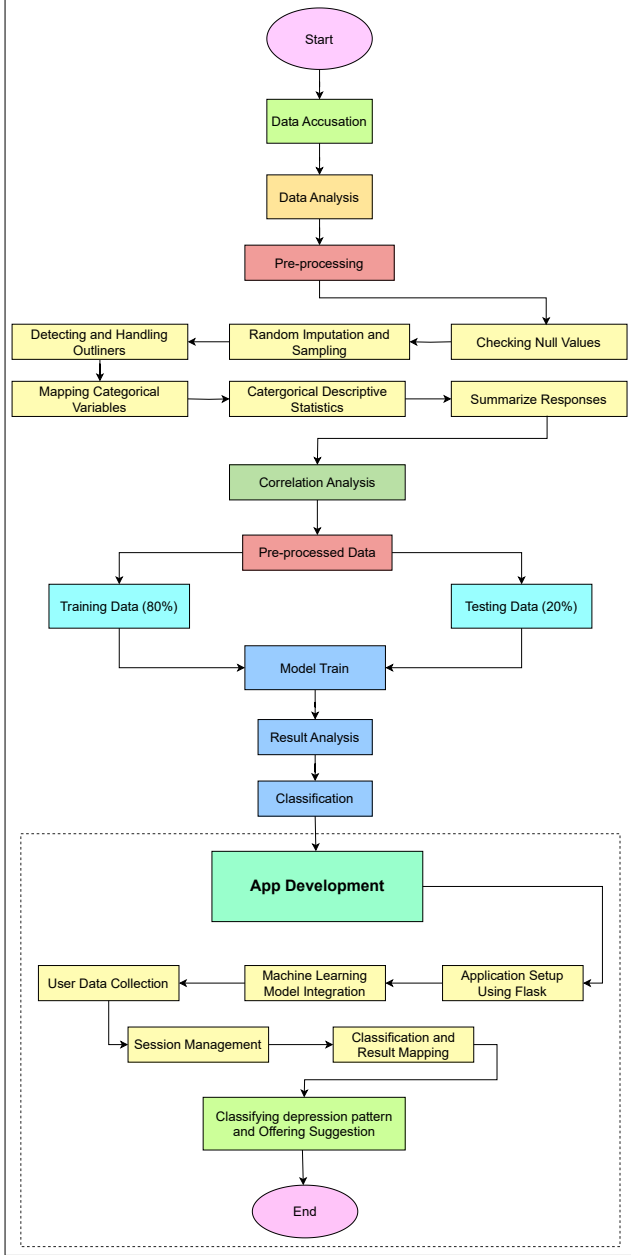 Start
Data Accusation
Data Analysis
Pre-processing
Detecting and Handling
Outliners
Random Imputation and
Sampling
Checking Null Values
Mapping Categorical
Variables
Catergorical Descriptive
Statistics
Summarize Responses
Correlation Analysis
Pre-processed Data
Training Data (80%)
Testing Data (20%)
Model Train
Result Analysis
Classification
App Development
User Data Collection
Machine Learning
Model Integration
Application Setup
Using Flask
Session Management
Classification and
Result Mapping
Classifying depression pattern
and Offering Suggestion
End